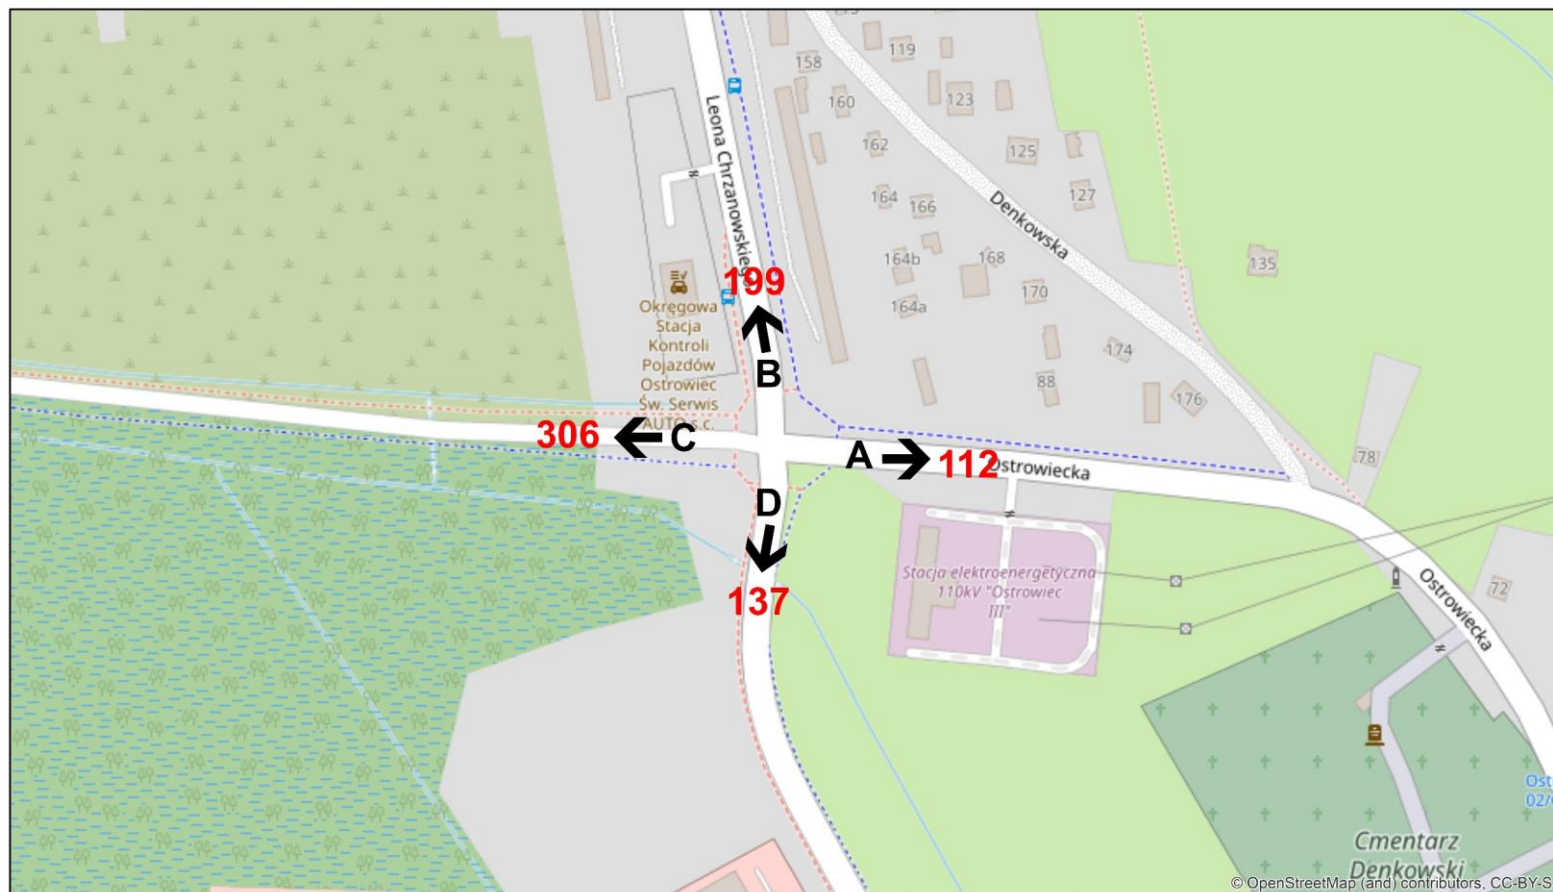 119
158
160
123
162
125
164
166
127
Leona Chrzanowskiego
Denkowska
164b
168
135
170
164a
199
Okręgowa
Stacja
Kontroli
Pojazdów
Ostrowiec
Św. Serwis
AUTO s.c.
174
B
88
176
306
C
A
112
Ostrowiecka
78
D
Stacja elektroenergetyczna
110kV "Ostrowiec
III"
137
Ostrowiecka
72
Ost
02/
Cmentarz
Denkowski
© OpenStreetMap (and) contributors, CC-BY-S